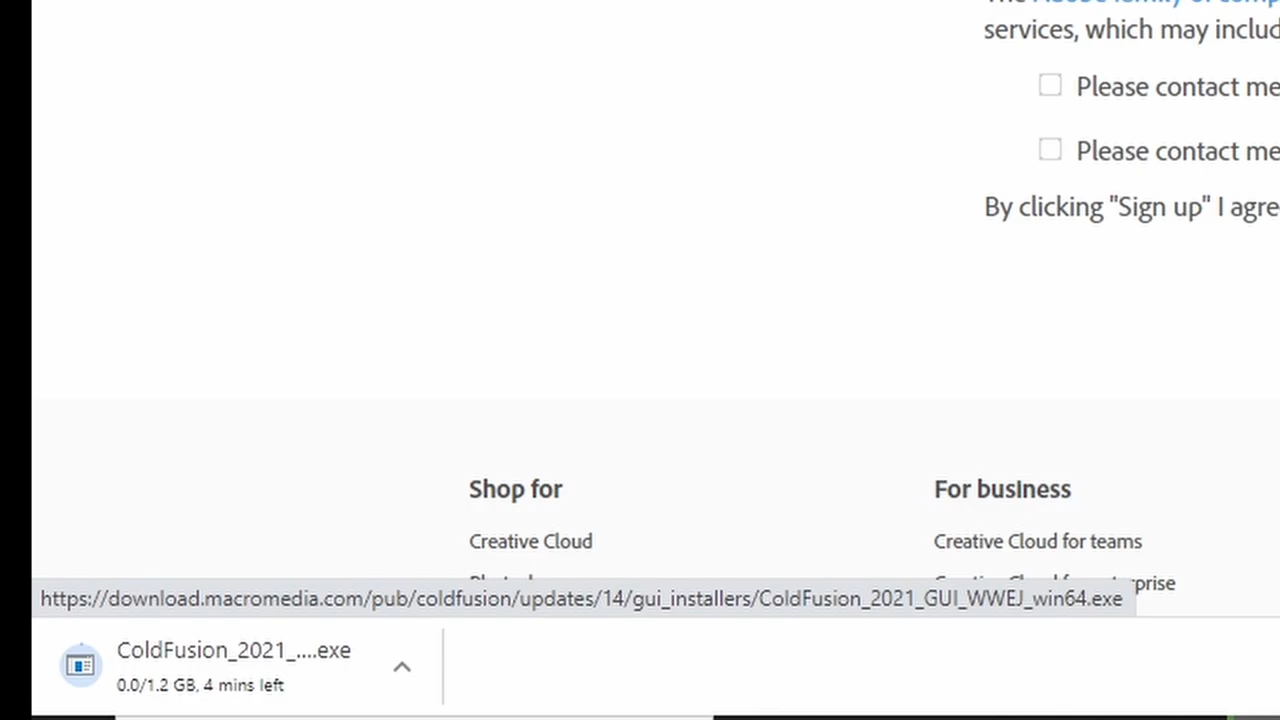 services, which may includ
Please contact me
Please contact me
By clicking "Sign up" I agre
Shop for
For business
Creative Cloud
Creative Cloud for teams
https://download.macromedia.com/pub/coldfusion/updates/14/gui_installers/ColdFusion_2021_GUI_WWEJ_win64.exe
ColdFusion_2021_....exe
0.0/1.2 GB, 4 mins left